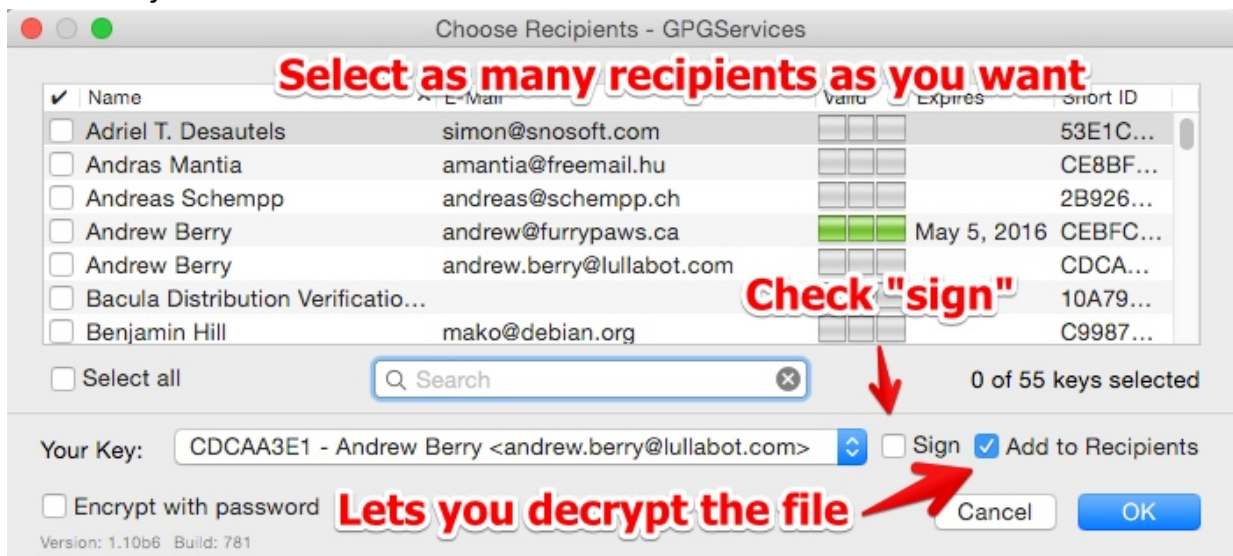 Choose Recipients - GPGServices
Select as many recipients as you want
✔ Name E-Mail Valid Expires Short ID
Adriel T. Desautels simon@snosoft.com 53E1C...
Andras Mantia amantia@freemail.hu CE8BF...
Andreas Schempp andreas@schempp.ch 2B926...
Andrew Berry andrew@furrypaws.ca May 5, 2016 CEBFC...
Andrew Berry andrew.berry@lullabot.com CDCA...
Bacula Distribution Verificatio... 10A79...
Check "sign"
Benjamin Hill mako@debian.org C9987...
Select all Search 0 of 55 keys selected
Your Key: CDCAA3E1 - Andrew Berry <andrew.berry@lullabot.com> Sign Add to Recipients
Encrypt with password Lets you decrypt the file Cancel OK
Version: 1.10b6 Build: 781